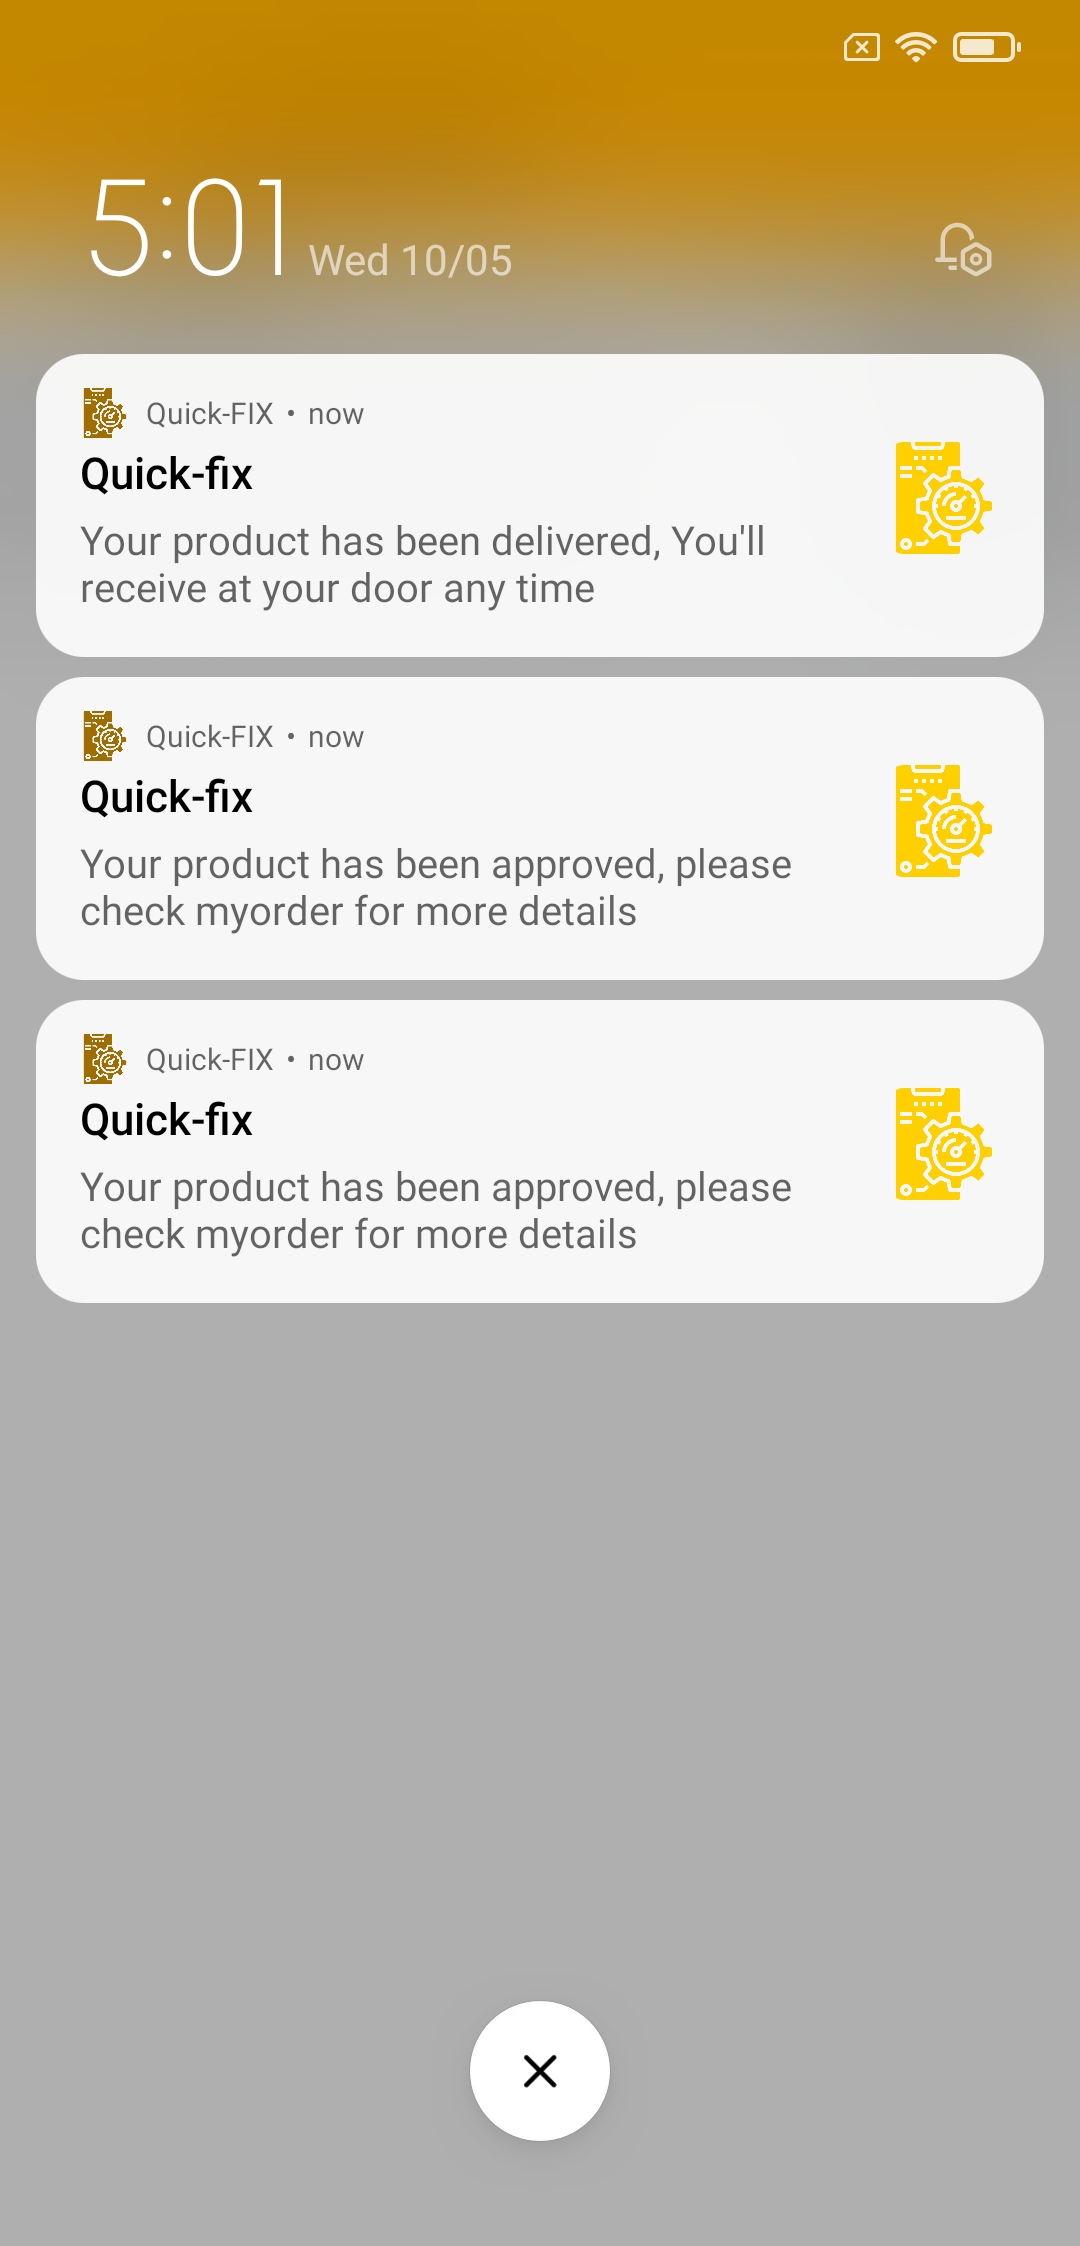 5:01 Wed 10/05
Quick-FIX • now
Quick-fix
Your product has been delivered, You'll
receive at your door any time
Quick-FIX • now
Quick-fix
Your product has been approved, please
check myorder for more details
Quick-FIX • now
Quick-fix
Your product has been approved, please
check myorder for more details